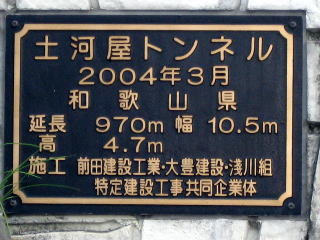 土河屋トンネル
2004年3月
和歌山県
延長 970m 幅 10.5m
高 4.7m
施工 前田建設工業・大豊建設・浅川組
特定建設工事共同企業体